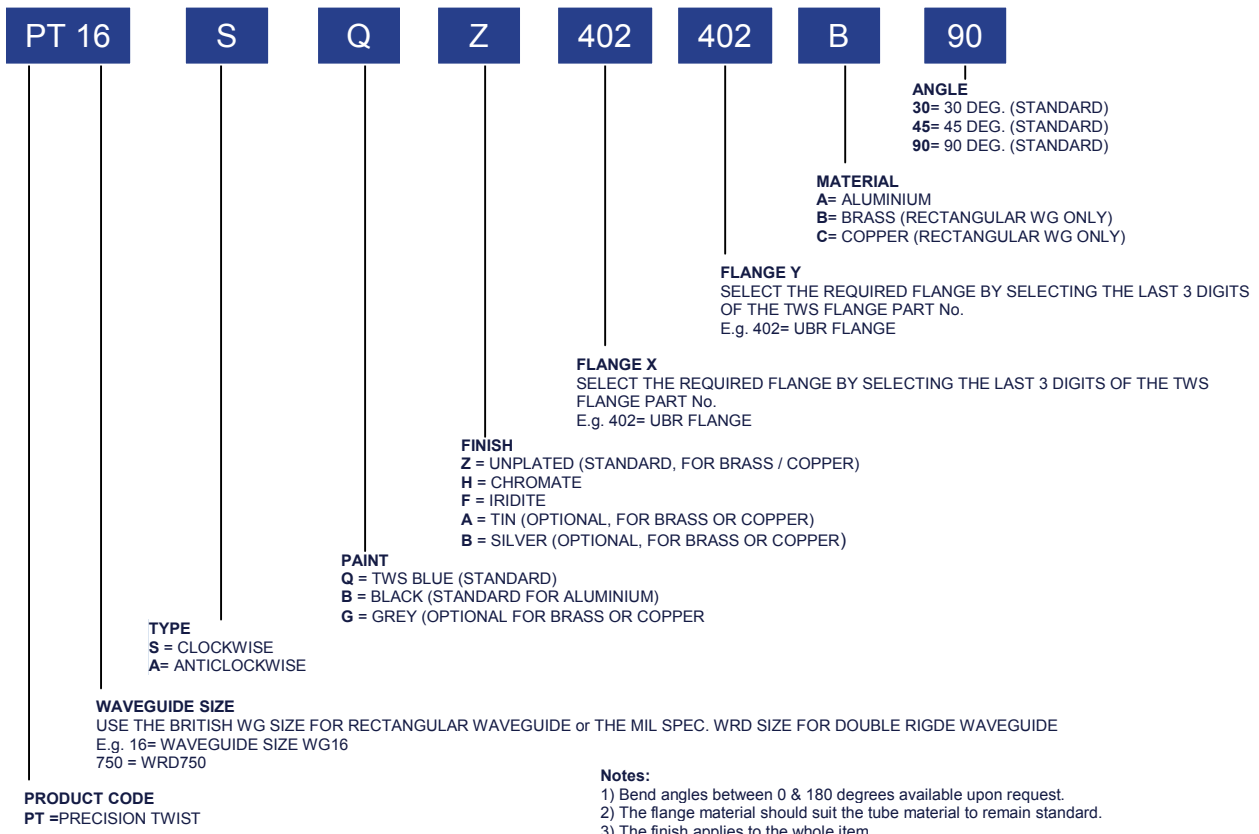 PT 16 S Q Z 402 402 B 90
ANGLE
30= 30 DEG. (STANDARD)
45= 45 DEG. (STANDARD)
90= 90 DEG. (STANDARD)
MATERIAL
A= ALUMINIUM
B= BRASS (RECTANGULAR WG ONLY)
C= COPPER (RECTANGULAR WG ONLY)
FLANGE Y
SELECT THE REQUIRED FLANGE BY SELECTING THE LAST 3 DIGITS
OF THE TWS FLANGE PART No.
E.g. 402= UBR FLANGE
FLANGE X
SELECT THE REQUIRED FLANGE BY SELECTING THE LAST 3 DIGITS OF THE TWS
FLANGE PART No.
E.g. 402= UBR FLANGE
FINISH
Z = UNPLATED (STANDARD, FOR BRASS / COPPER)
H = CHROMATE
F = IRIDITE
A = TIN (OPTIONAL, FOR BRASS OR COPPER)
B = SILVER (OPTIONAL, FOR BRASS OR COPPER)
PAINT
Q = TWS BLUE (STANDARD)
B = BLACK (STANDARD FOR ALUMINIUM)
G = GREY (OPTIONAL FOR BRASS OR COPPER
TYPE
S = CLOCKWISE
A= ANTICLOCKWISE
WAVEGUIDE SIZE
USE THE BRITISH WG SIZE FOR RECTANGULAR WAVEGUIDE or THE MIL SPEC. WRD SIZE FOR DOUBLE RIGDE WAVEGUIDE
E.g. 16= WAVEGUIDE SIZE WG16
750 = WRD750
PRODUCT CODE
PT =PRECISION TWIST
Notes:
1) Bend angles between 0 & 180 degrees available upon request.
2) The flange material should suit the tube material to remain standard.
3) The finish applies to the whole item